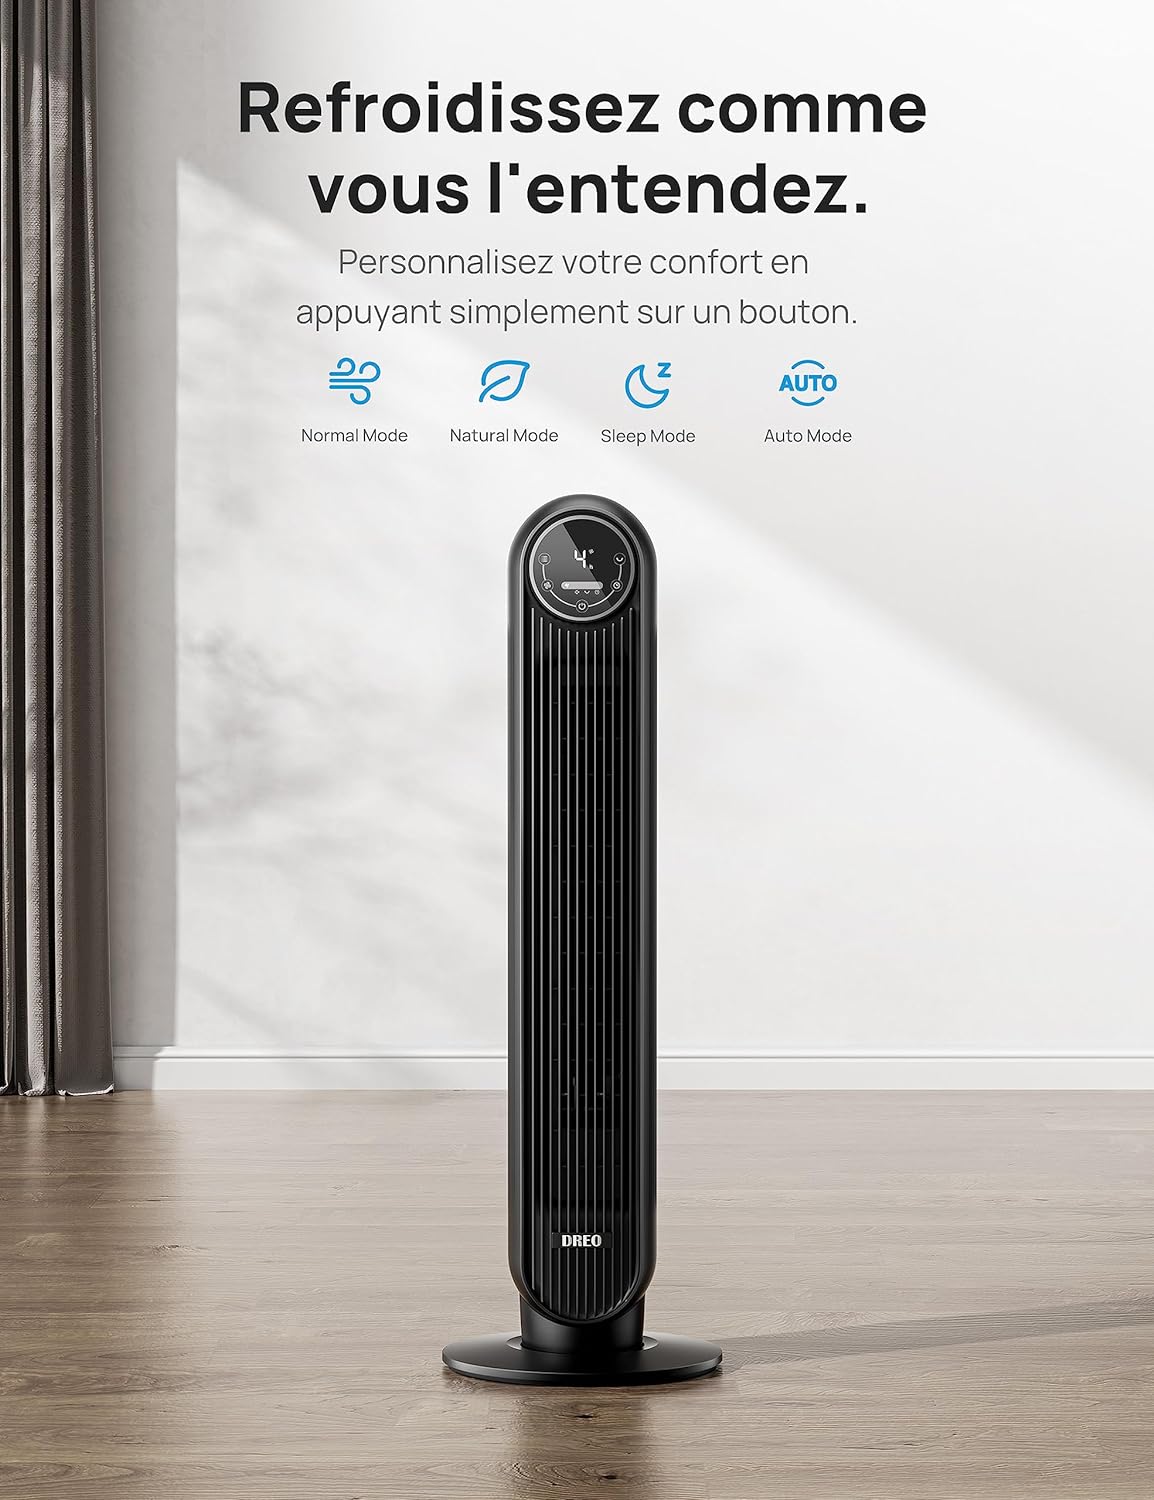 Refroidissez comme
vous l'entendez.
Personnalisez votre confort en
appuyant simplement sur un bouton.
AUTO
Normal Mode Natural Mode Sleep Mode Auto Mode
4
DREO